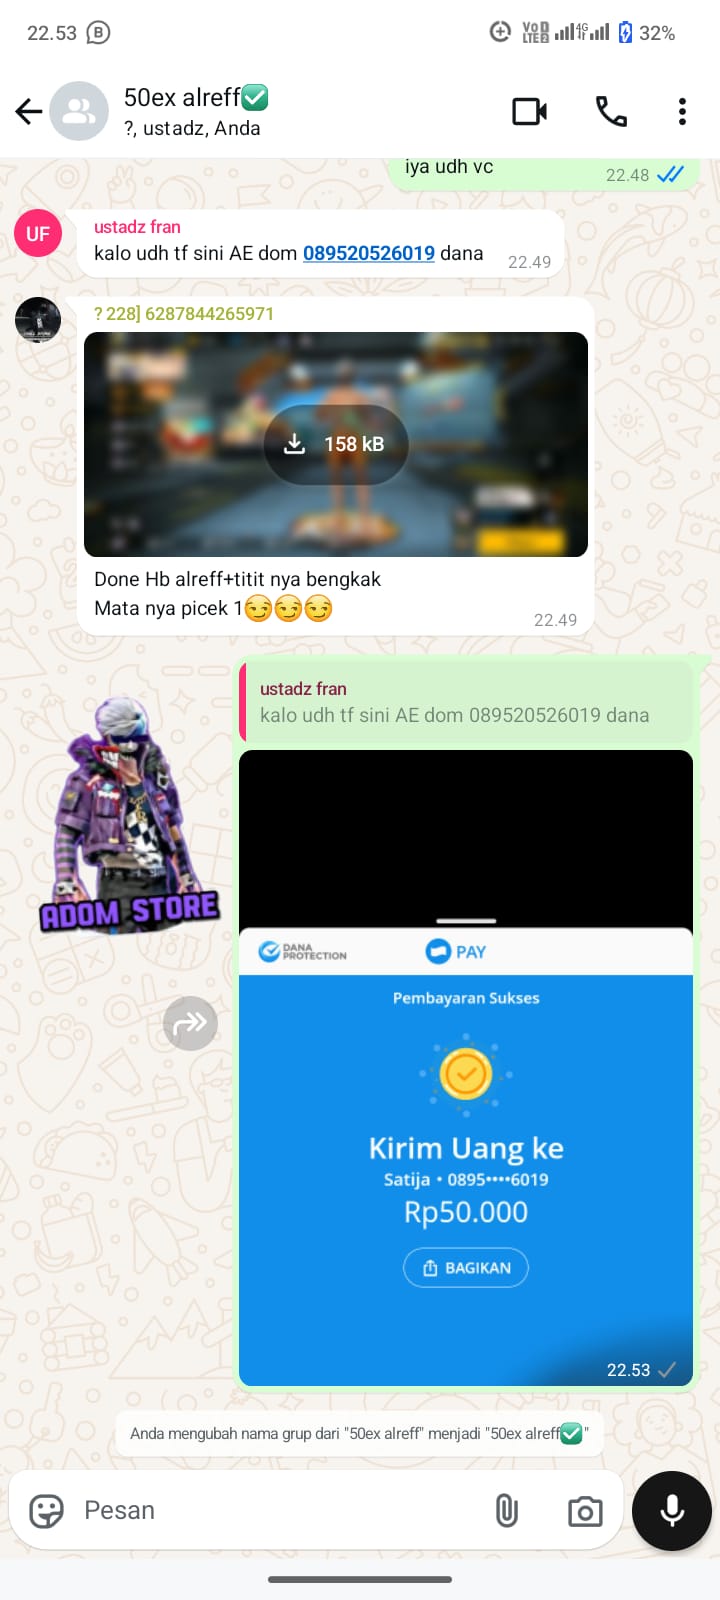 22.53
Vo
LTE2
4G
32%
50ex alreff✅
?, ustadz, Anda
iya udh vc
22.48
UF
ustadz fran
kalo udh tf sini AE dom 089520526019 dana
22.49
? 228] 6287844265971
158 kB
Done Hb alreff+titit nya bengkak
Mata nya picek 1😏😏😏
22.49
ustadz fran
kalo udh tf sini AE dom 089520526019 dana
ADOM STORE
DANA
PROTECTION
PAY
Pembayaran Sukses
Kirim Uang ke
Satija • 0895••••6019
Rp50.000
BAGIKAN
22.53
Anda mengubah nama grup dari "50ex alreff" menjadi "50ex alreff✅"
Pesan